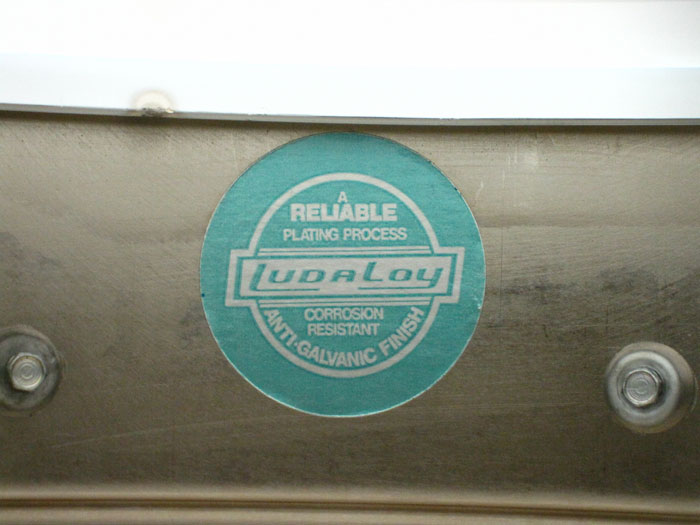 A
RELIABLE
PLATING PROCESS
LUDALOY
CORROSION
RESISTANT
ANTI-GALVANIC FINISH